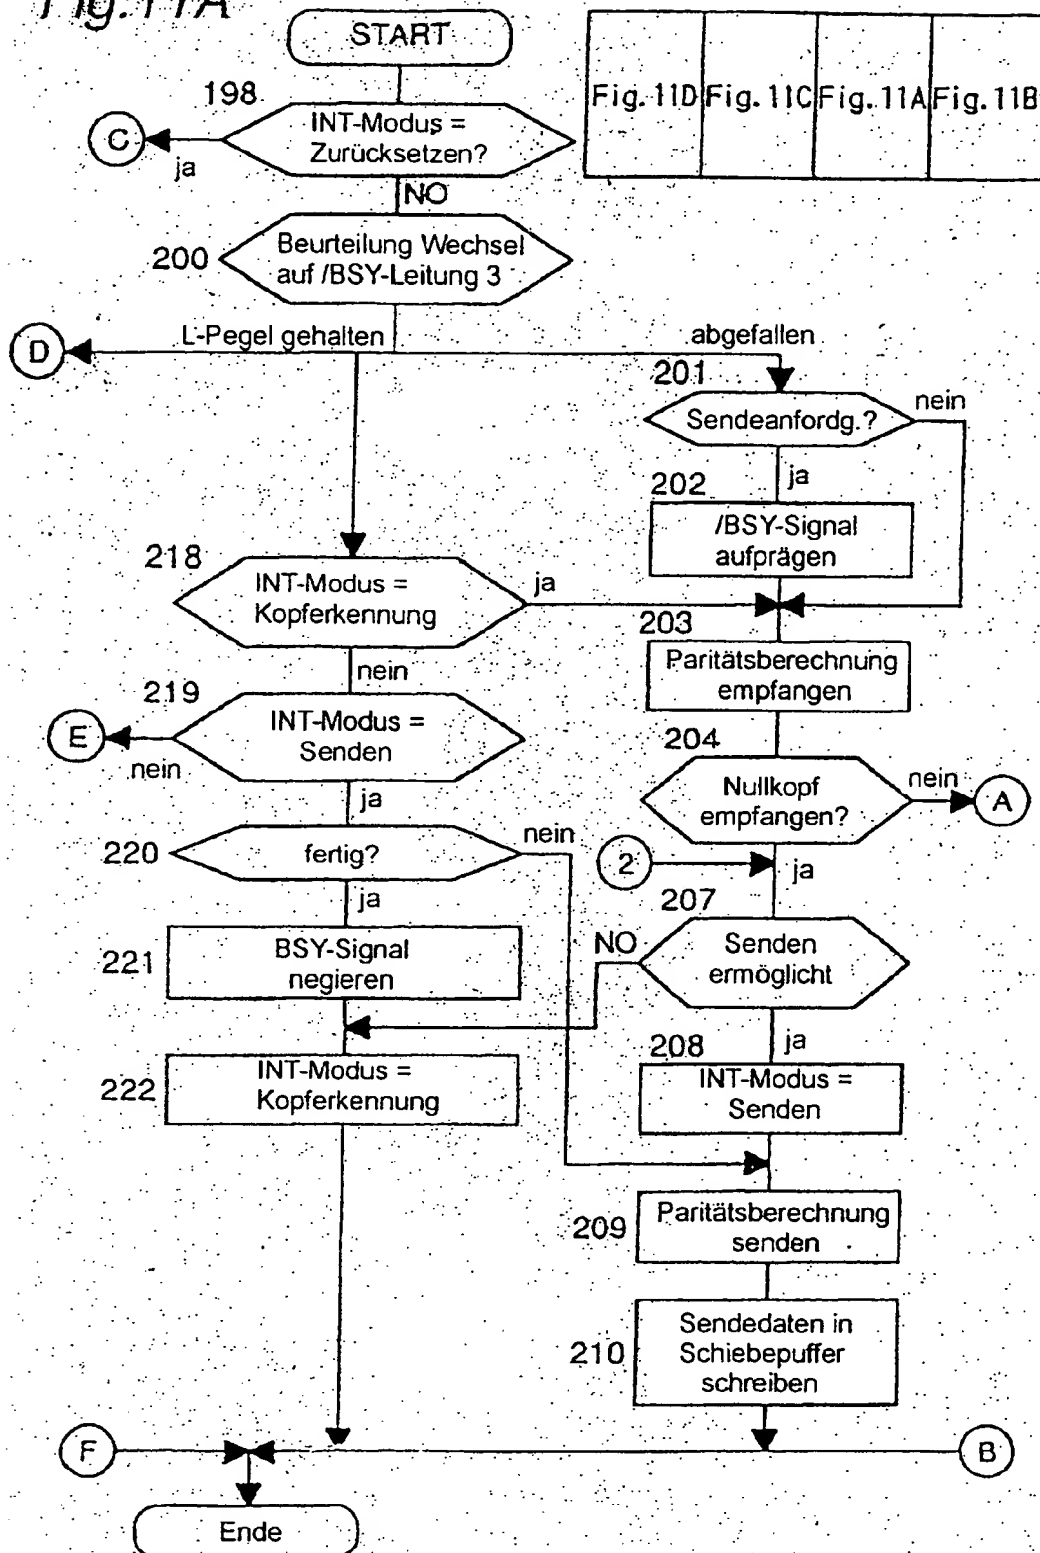 Fig. 11A
START
Fig. 11D Fig. 11C Fig. 11A Fig. 11B
198
INT-Modus =
Zurücksetzen?
C
ja
NO
200
Beurteilung Wechsel
auf /BSY-Leitung 3
D
L-Pegel gehalten
abgefallen
201
Sendeanfordg.?
nein
ja
202
/BSY-Signal
aufprägen
218
INT-Modus =
Kopferkennung
ja
nein
203
Paritätsberechnung
empfangen
219
INT-Modus =
Senden
E
nein
ja
204
Nullkopf
empfangen?
nein
A
220
fertig?
nein
ja
2
ja
207
Senden
ermöglicht
NO
ja
221
BSY-Signal
negieren
222
INT-Modus =
Kopferkennung
208
INT-Modus =
Senden
209
Paritätsberechnung
senden
210
Sendedaten in
Schiebepuffer
schreiben
F
B
Ende